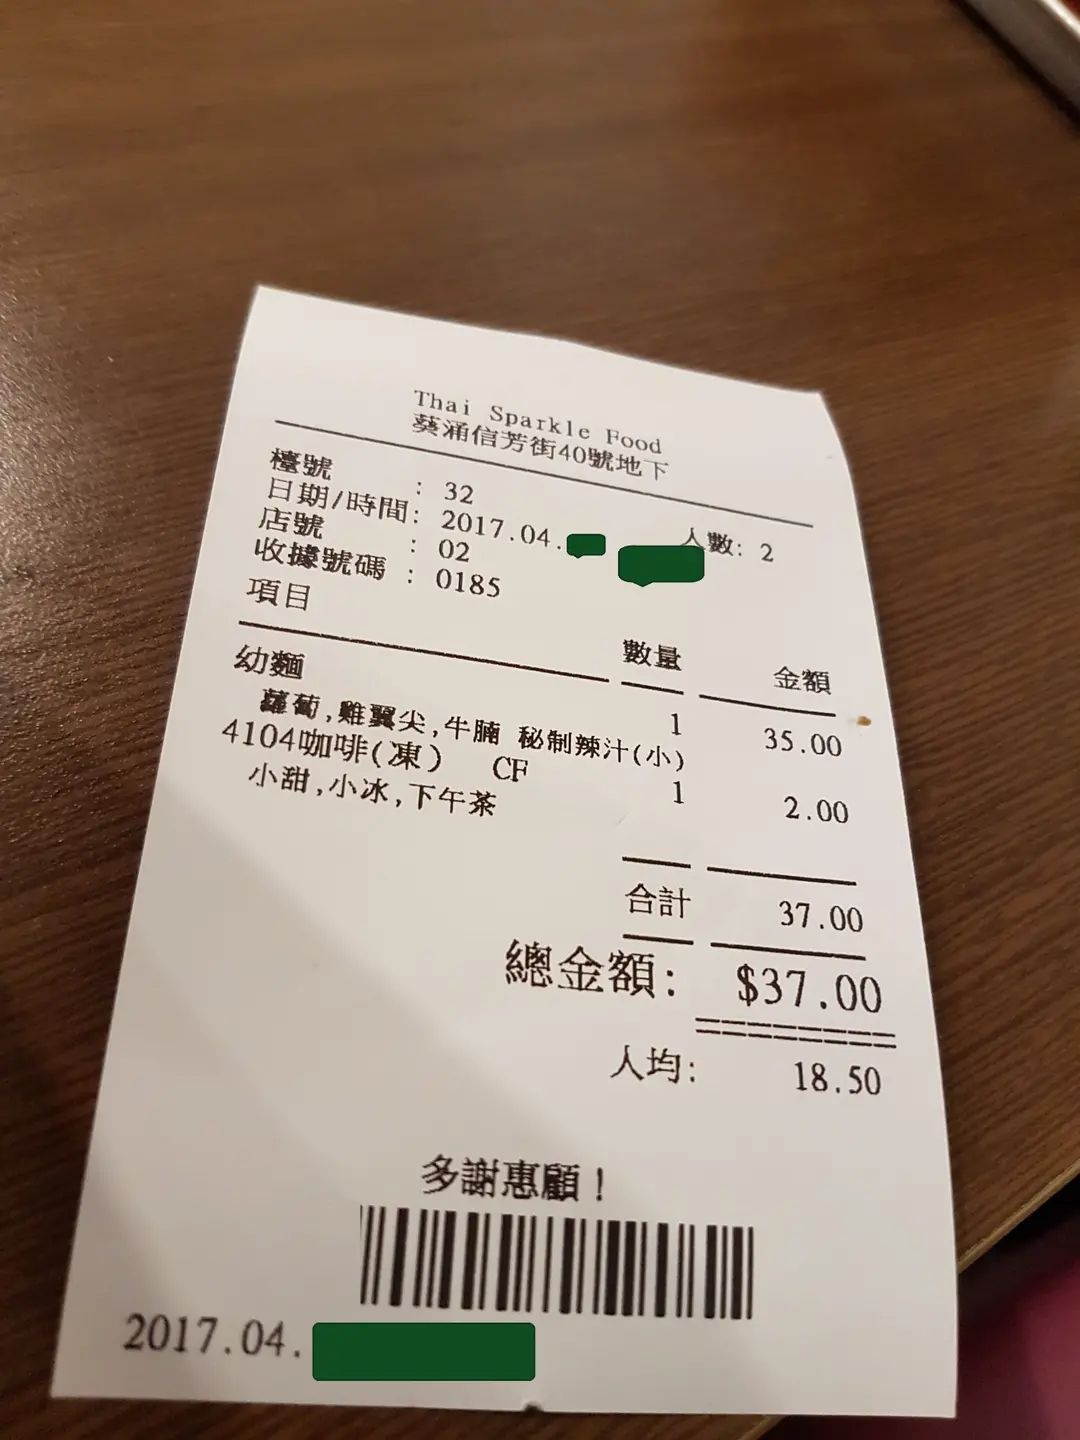 Thai Sparkle Food
葵涌信芳街40號地下
檯號 : 32 人數: 2
日期/時間: 2017.04.
店號 : 02
收據號碼 : 0185
項目 數量 金額
幼麵 1 35.00
蘿蔔,雞翼尖,牛腩 秘制辣汁(小)
4104咖啡(凍) CF 1 2.00
小甜,小冰,下午茶
合計 37.00
總金額: $37.00
========
人均: 18.50
多謝惠顧!
2017.04.